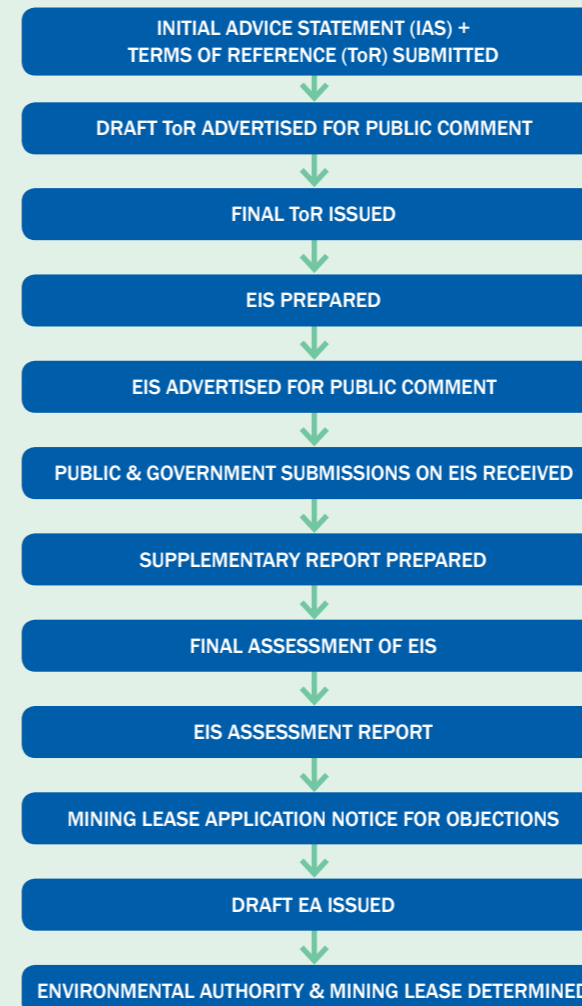 INITIAL ADVICE STATEMENT (IAS) +
TERMS OF REFERENCE (ToR) SUBMITTED
DRAFT ToR ADVERTISED FOR PUBLIC COMMENT
FINAL ToR ISSUED
EIS PREPARED
EIS ADVERTISED FOR PUBLIC COMMENT
PUBLIC & GOVERNMENT SUBMISSIONS ON EIS RECEIVED
SUPPLEMENTARY REPORT PREPARED
FINAL ASSESSMENT OF EIS
EIS ASSESSMENT REPORT
MINING LEASE APPLICATION NOTICE FOR OBJECTIONS
DRAFT EA ISSUED
ENVIRONMENTAL AUTHORITY & MINING LEASE DETERMINED